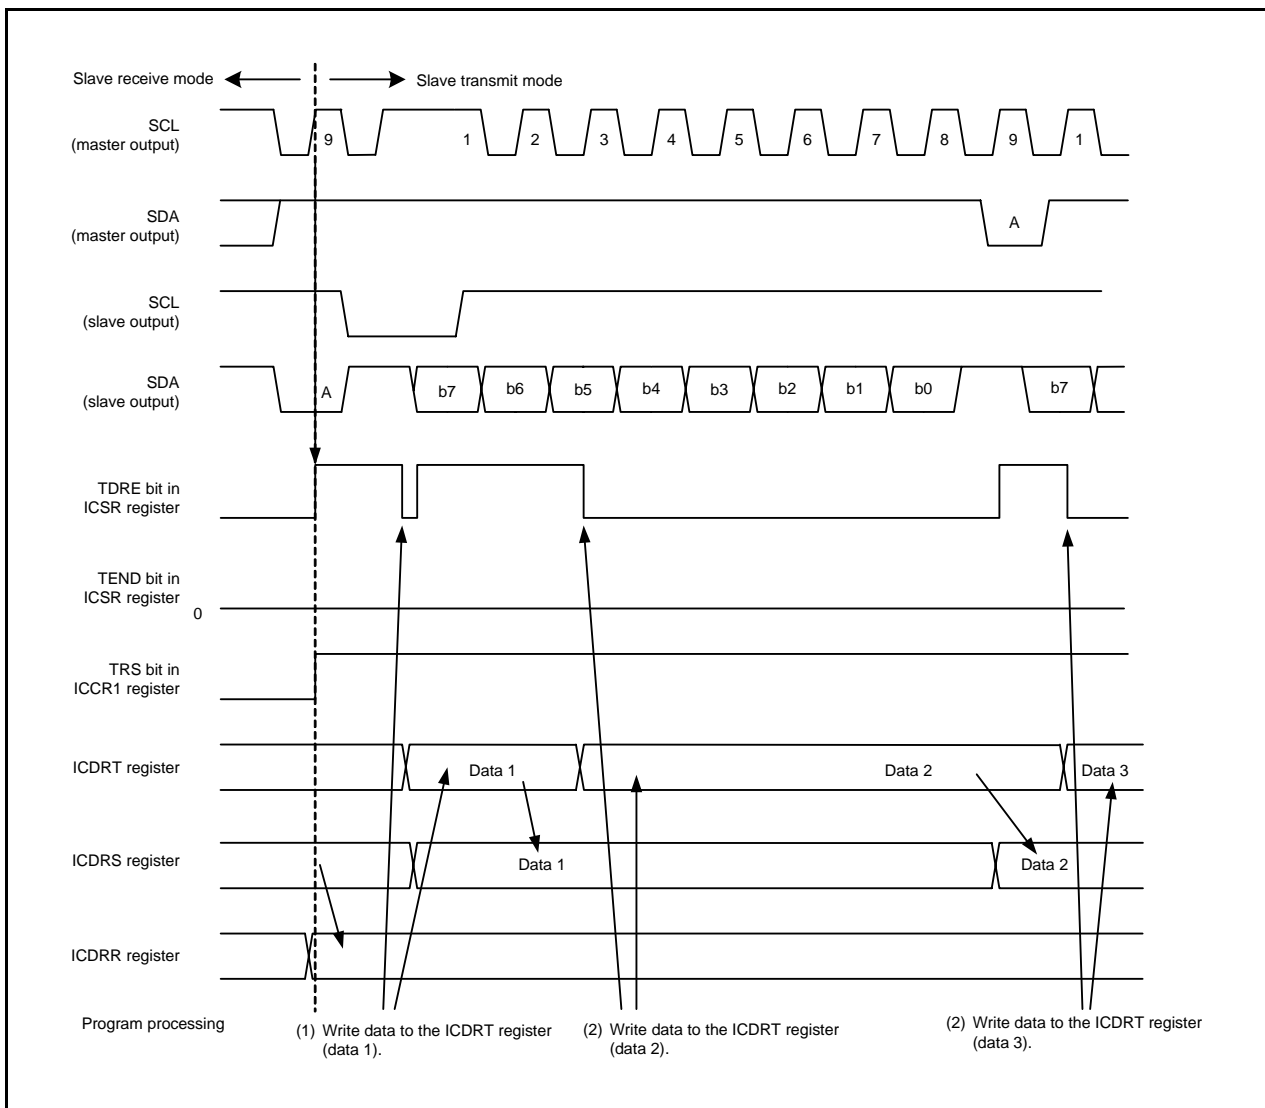 Slave receive mode
Slave transmit mode
SCL
(master output)
9 1 2 3 4 5 6 7 8 9 1
SDA
(master output)
A
SCL
(slave output)
SDA
(slave output)
A b7 b6 b5 b4 b3 b2 b1 b0 b7
TDRE bit in
ICSR register
TEND bit in
ICSR register
0
TRS bit in
ICCR1 register
ICDRT register
Data 1 Data 2 Data 3
ICDRS register
Data 1 Data 2
ICDRR register
Program processing
(1) Write data to the ICDRT register
(data 1).
(2) Write data to the ICDRT register
(data 2).
(2) Write data to the ICDRT register
(data 3).